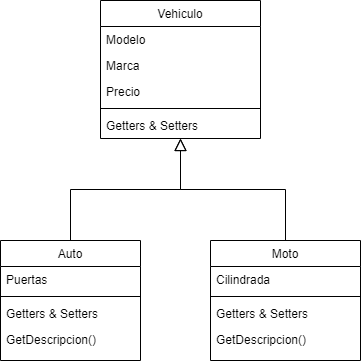 Vehiculo
Modelo
Marca
Precio
Getters & Setters
Auto
Puertas
Getters & Setters
GetDescripcion()
Moto
Cilindrada
Getters & Setters
GetDescripcion()